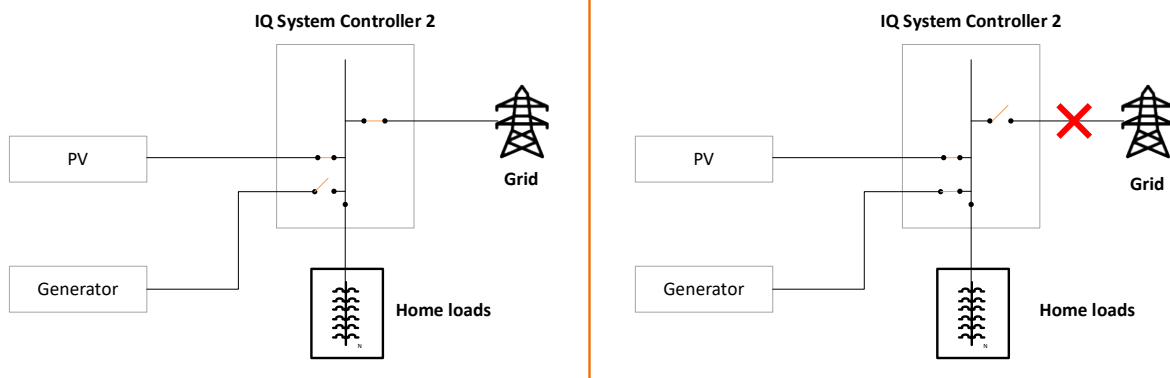 IQ System Controller 2
PV
Grid
Generator
Home loads
N
IQ System Controller 2
PV
Grid
Generator
Home loads
N